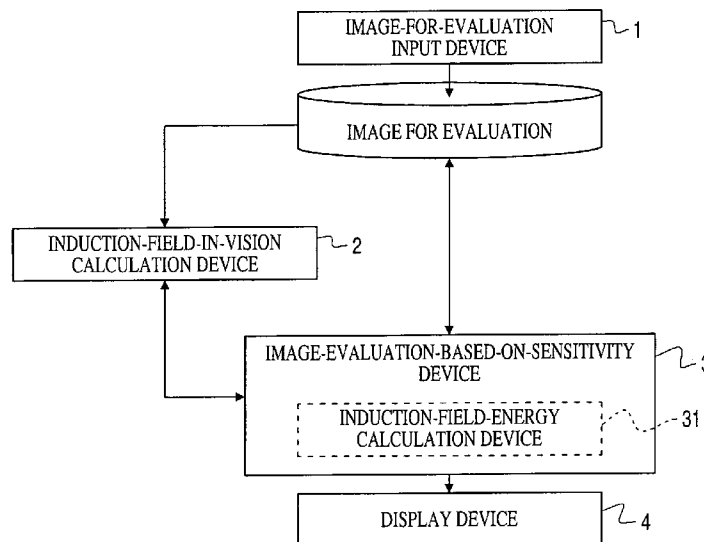 IMAGE-FOR-EVALUATION
INPUT DEVICE
1
IMAGE FOR EVALUATION
INDUCTION-FIELD-IN-VISION
CALCULATION DEVICE
2
IMAGE-EVALUATION-BASED-ON-SENSITIVITY
DEVICE
3
INDUCTION-FIELD-ENERGY
CALCULATION DEVICE
31
DISPLAY DEVICE
4